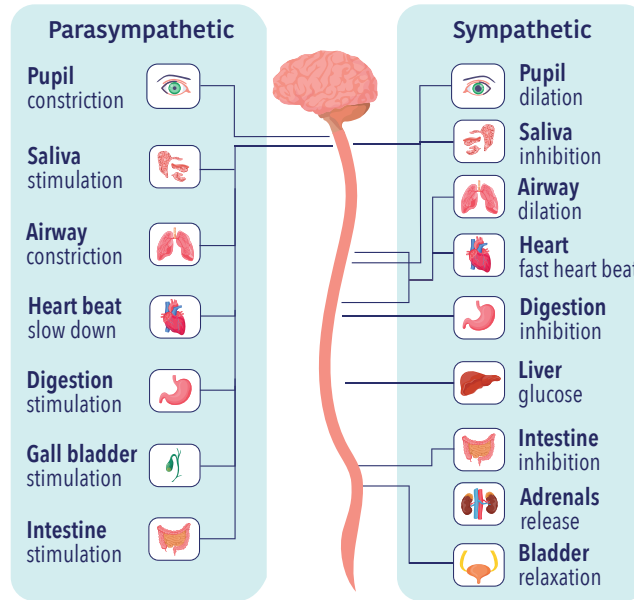 Parasympathetic
Pupil
constriction
Saliva
stimulation
Airway
constriction
Heart beat
slow down
Digestion
stimulation
Gall bladder
stimulation
Intestine
stimulation
Sympathetic
Pupil
dilation
Saliva
inhibition
Airway
dilation
Heart
fast heart beat
Digestion
inhibition
Liver
glucose
Intestine
inhibition
Adrenals
release
Bladder
relaxation